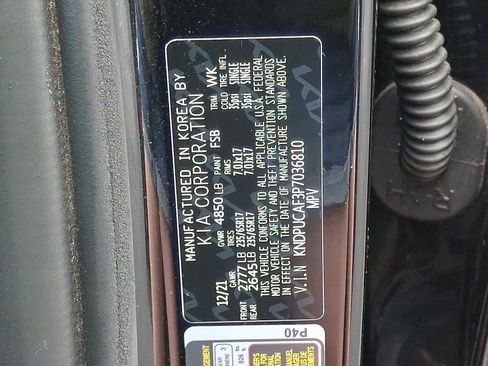 MANUFACTURED IN KOREA BY
KIA CORPORATION
12/21 GVWR 4850 LB PAINT FSB TRIM WK
GAWR TIRES RIMS COLD TIRE INFL.
FRONT 2777 LB 235/65R17 7.0Jx17 35psi SINGLE
REAR 2645 LB 235/65R17 7.0Jx17 35psi SINGLE
THIS VEHICLE CONFORMS TO ALL APPLICABLE U.S.A. FEDERAL
MOTOR VEHICLE SAFETY AND THEFT PREVENTION STANDARDS
IN EFFECT ON THE DATE OF MANUFACTURE SHOWN ABOVE.
V.I.N KNDPUCAF3P7036810
MPV
P40